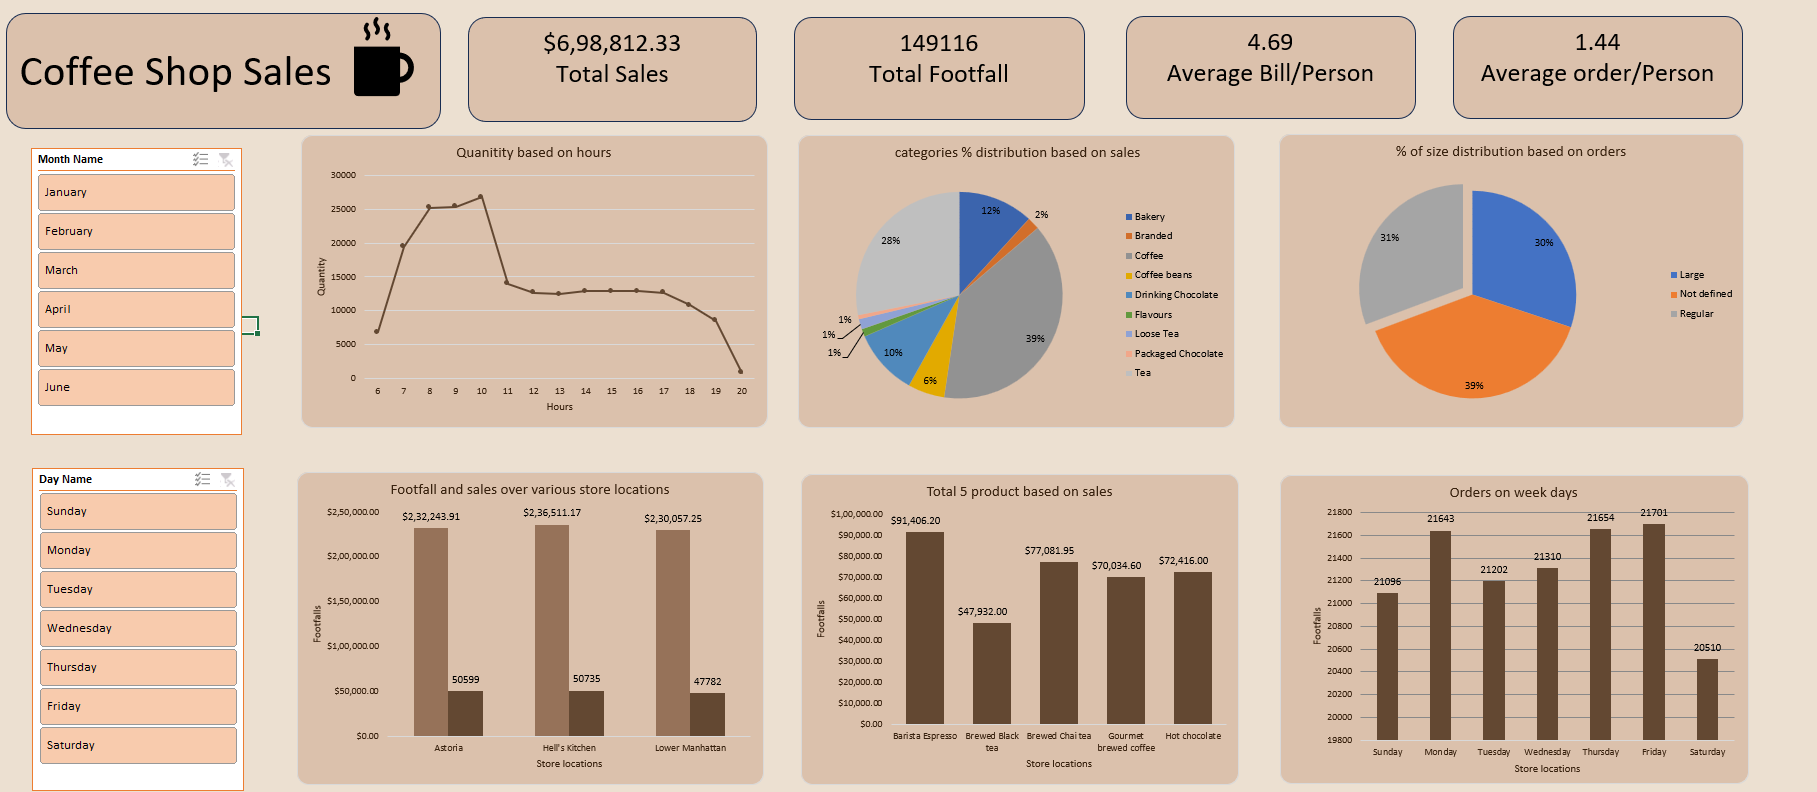 Coffee Shop Sales
$6,98,812.33
Total Sales
149116
Total Footfall
4.69
Average Bill/Person
1.44
Average order/Person
Month Name
January
February
March
April
May
June
Quanitity based on hours
30000
25000
20000
15000
10000
5000
0
Quantity
6 7 8 9 10 11 12 13 14 15 16 17 18 19 20
Hours
categories % distribution based on sales
12%
2%
39%
6%
10%
1%
1%
1%
28%
Bakery
Branded
Coffee
Coffee beans
Drinking Chocolate
Flavours
Loose Tea
Packaged Chocolate
Tea
% of size distribution based on orders
31%
30%
39%
Large
Not defined
Regular
Day Name
Sunday
Monday
Tuesday
Wednesday
Thursday
Friday
Saturday
Footfall and sales over various store locations
$2,50,000.00
$2,00,000.00
$1,50,000.00
$1,00,000.00
$50,000.00
$0.00
Footfalls
$2,32,243.91
$2,36,511.17
$2,30,057.25
50599
50735
47782
Astoria
Hell's Kitchen
Lower Manhattan
Store locations
Total 5 product based on sales
$1,00,000.00
$90,000.00
$80,000.00
$70,000.00
$60,000.00
$50,000.00
$40,000.00
$30,000.00
$20,000.00
$10,000.00
$0.00
Footfalls
$91,406.20
$47,932.00
$77,081.95
$70,034.60
$72,416.00
Barista Espresso
Brewed Black
tea
Brewed Chai tea
Gourmet
brewed coffee
Hot chocolate
Store locations
Orders on week days
21800
21600
21400
21200
21000
20800
20600
20400
20200
20000
19800
Footfalls
21096
21643
21202
21310
21654
21701
20510
Sunday
Monday
Tuesday
Wednesday
Thursday
Friday
Saturday
Store locations